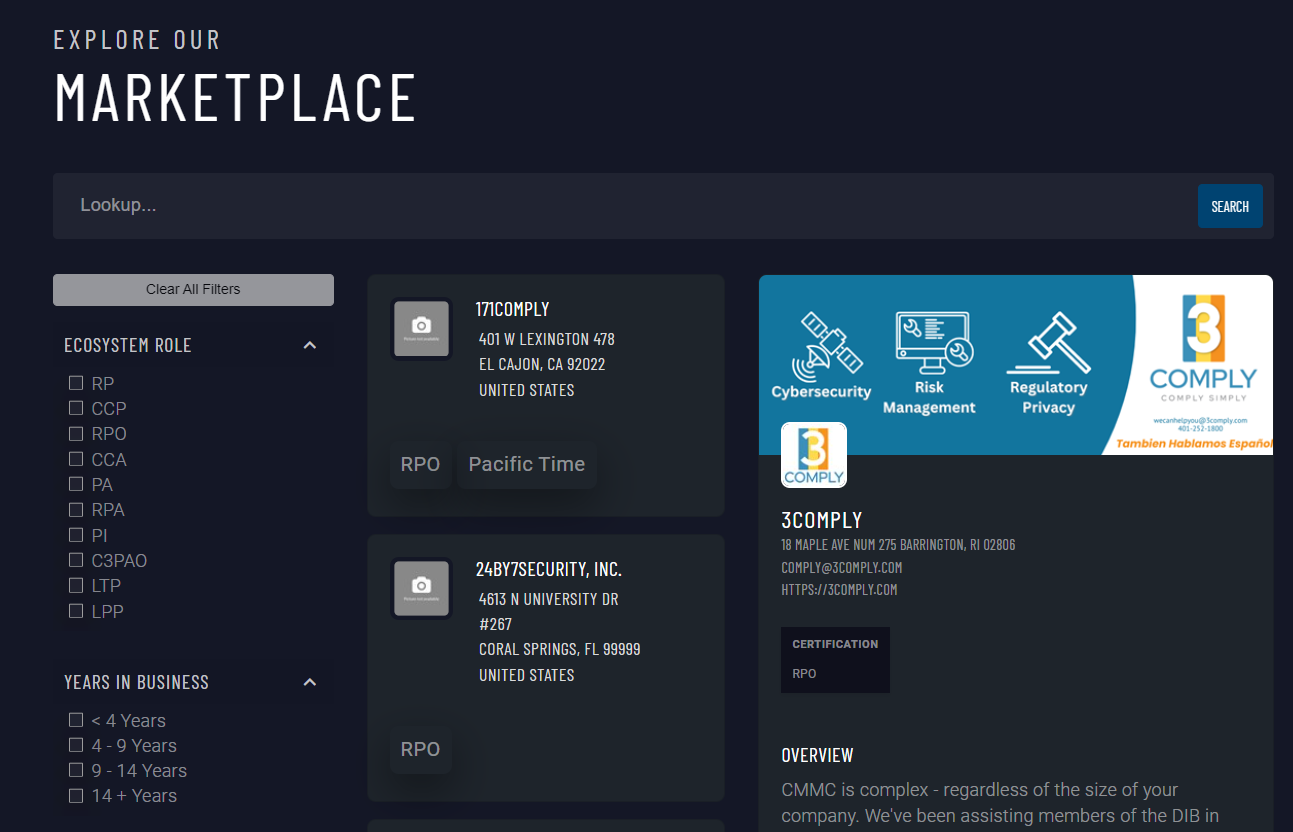 EXPLORE OUR
MARKETPLACE
Lookup...
SEARCH
Clear All Filters
ECOSYSTEM ROLE
RP
CCP
RPO
CCA
PA
RPA
PI
C3PAO
LTP
LPP
YEARS IN BUSINESS
< 4 Years
4 - 9 Years
9 - 14 Years
14 + Years
171COMPLY
401 W LEXINGTON 478
EL CAJON, CA 92022
UNITED STATES
RPO
Pacific Time
24BY7SECURITY, INC.
4613 N UNIVERSITY DR
#267
CORAL SPRINGS, FL 99999
UNITED STATES
RPO
Cybersecurity
Risk
Management
Regulatory
Privacy
3
COMPLY
COMPLY SIMPLY
wecanhelpyou@3comply.com
401-252-1800
Tambien Hablamos Español
3
COMPLY
3COMPLY
18 MAPLE AVE NUM 275 BARRINGTON, RI 02806
COMPLY@3COMPLY.COM
HTTPS://3COMPLY.COM
CERTIFICATION
RPO
OVERVIEW
CMMC is complex - regardless of the size of your
company. We've been assisting members of the DIB in